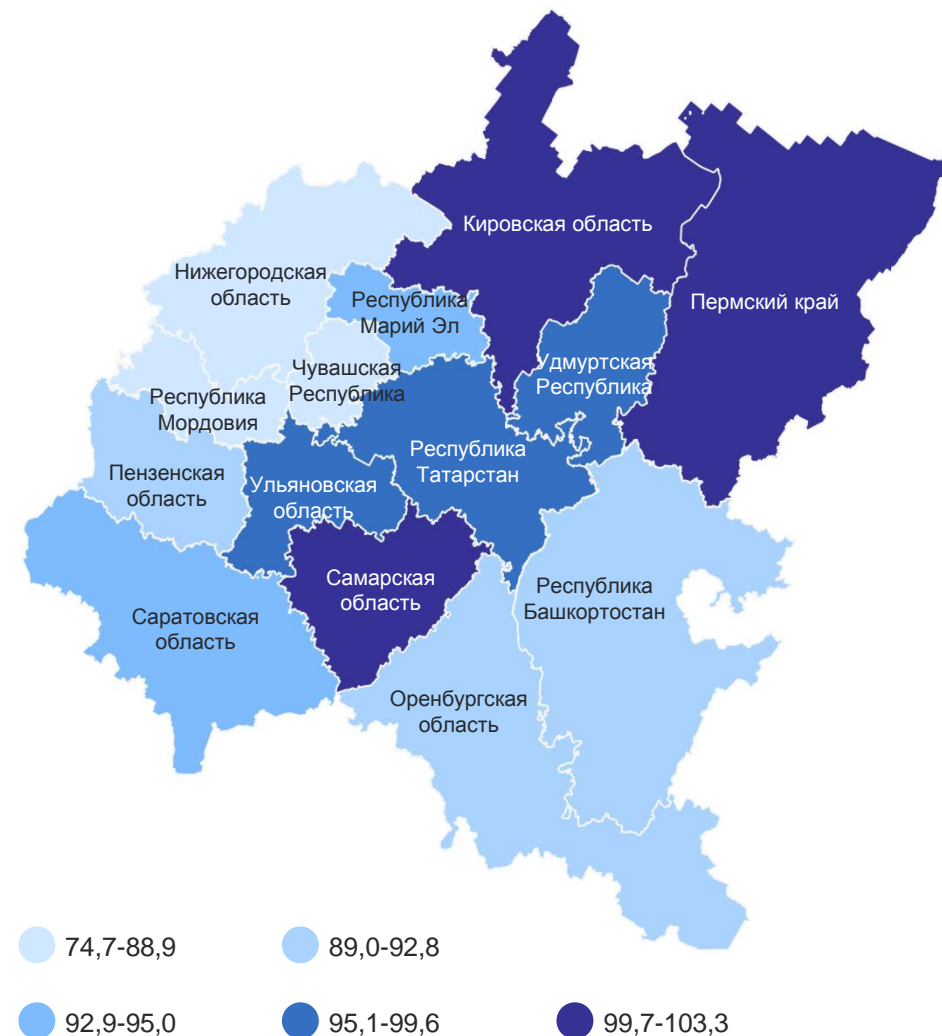 Кировская область
Нижегородская
область
Республика
Марий Эл
Пермский край
Удмуртская
Республика
Чувашская
Республика
Республика
Мордовия
Республика
Татарстан
Пензенская
область
Ульяновская
область
Самарская
область
Республика
Башкортостан
Саратовская
область
Оренбургская
область
74,7-88,9
89,0-92,8
92,9-95,0
95,1-99,6
99,7-103,3